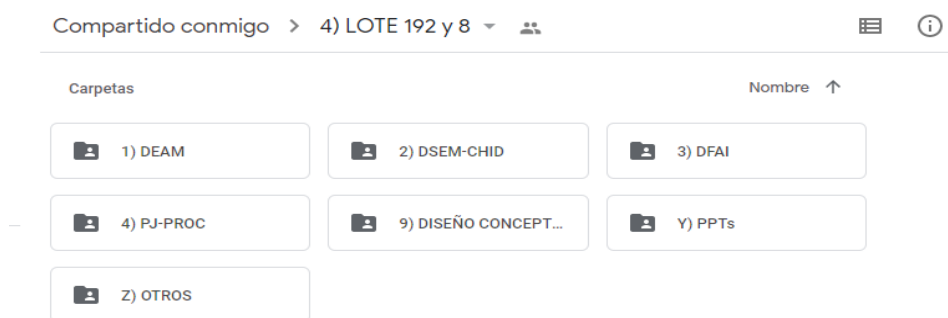 Compartido conmigo > 4) LOTE 192 y 8
Carpetas Nombre
1) DEAM 2) DSEM-CHID 3) DFAI
4) PJ-PROC 9) DISEÑO CONCEPT... Y) PPTs
Z) OTROS